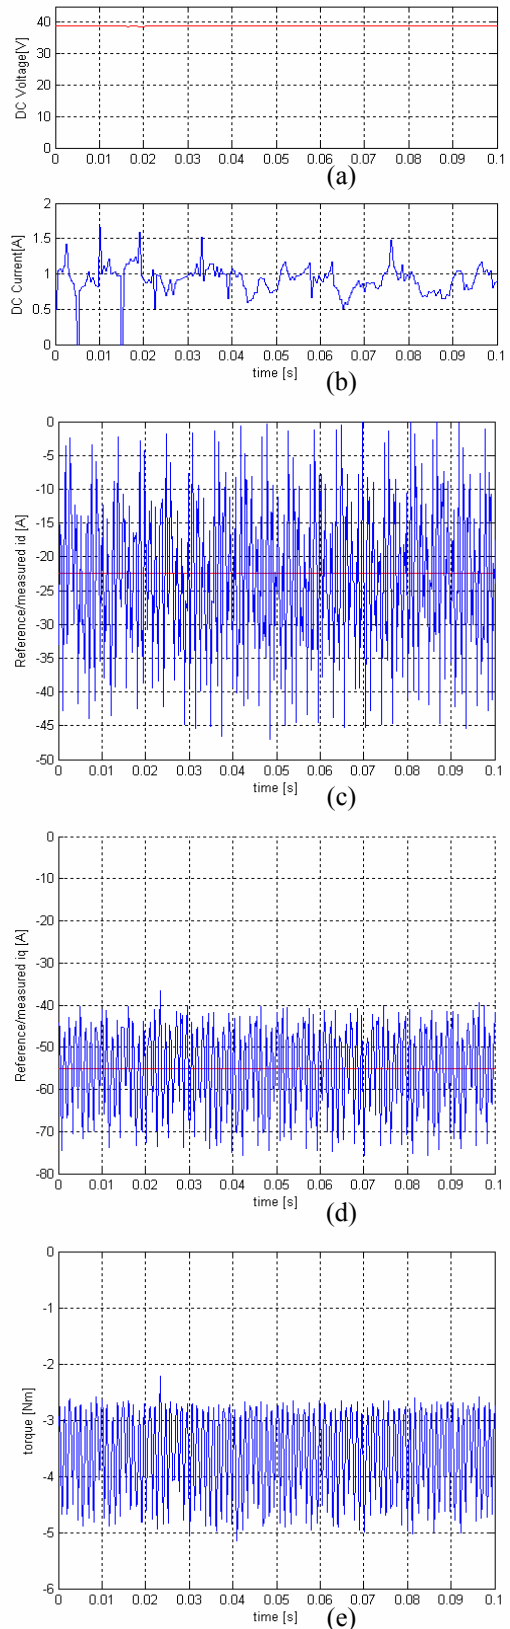 DC Voltage[V]
40
30
20
10
0
0 0.01 0.02 0.03 0.04 0.05 0.06 0.07 0.08 0.09 0.1
(a)
DC Current[A]
2
1.5
1
0.5
0
0 0.01 0.02 0.03 0.04 0.05 0.06 0.07 0.08 0.09 0.1
time [s]
(b)
Reference/measured id [A]
0
-5
-10
-15
-20
-25
-30
-35
-40
-45
-50
0 0.01 0.02 0.03 0.04 0.05 0.06 0.07 0.08 0.09 0.1
time [s]
(c)
Reference/measured iq [A]
0
-10
-20
-30
-40
-50
-60
-70
-80
0 0.01 0.02 0.03 0.04 0.05 0.06 0.07 0.08 0.09 0.1
time [s]
(d)
torque [Nm]
0
-1
-2
-3
-4
-5
-6
0 0.01 0.02 0.03 0.04 0.05 0.06 0.07 0.08 0.09 0.1
time [s]
(e)